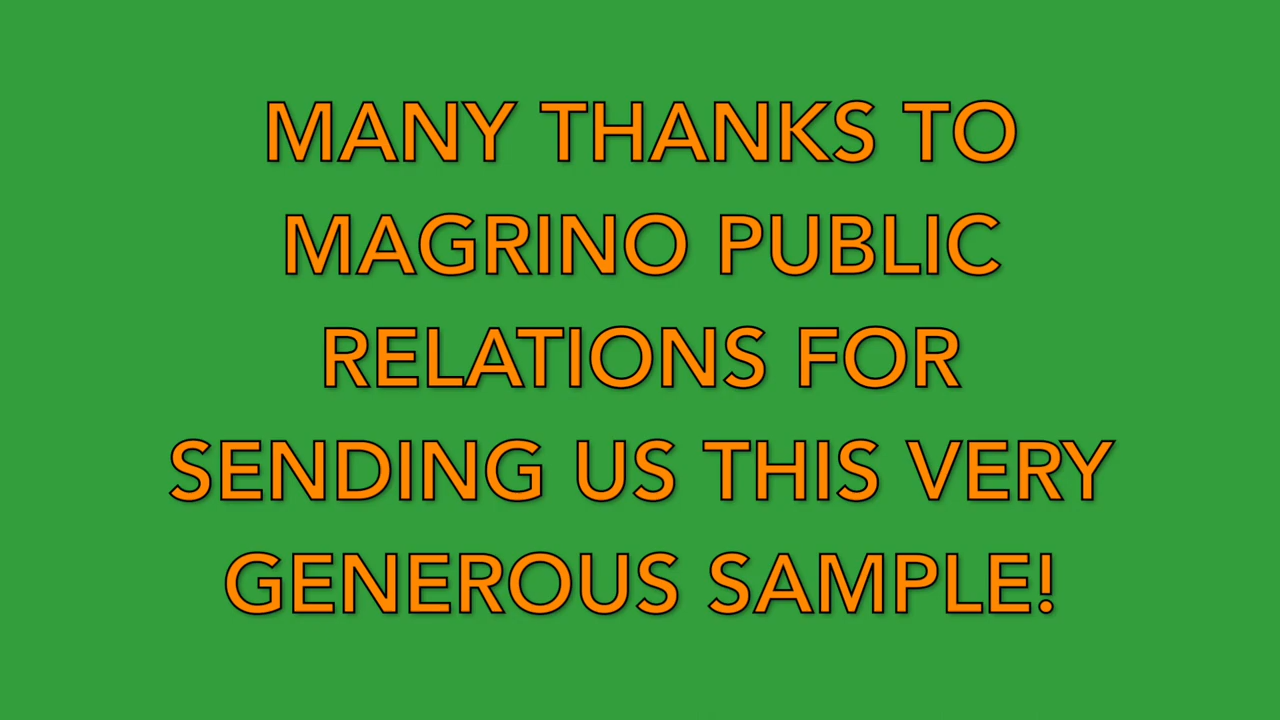 MANY THANKS TO
MAGRINO PUBLIC
RELATIONS FOR
SENDING US THIS VERY
GENEROUS SAMPLE!